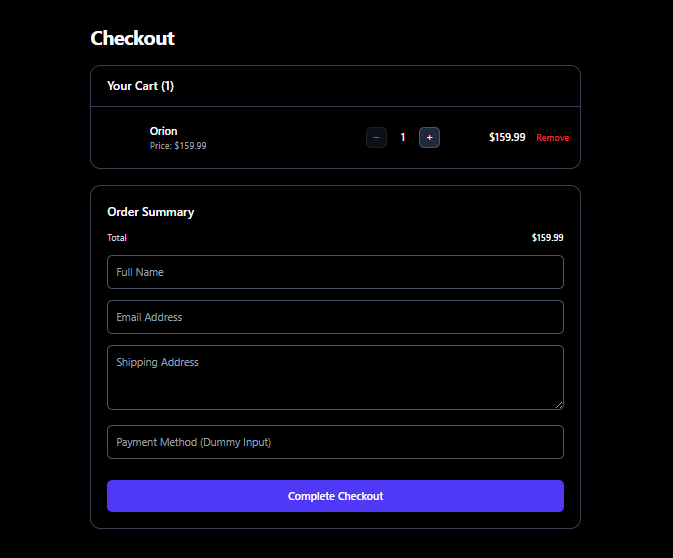 Checkout
Your Cart (1)
Orion
Price: $159.99
− 1 + $159.99 Remove
Order Summary
Total $159.99
Full Name
Email Address
Shipping Address
Payment Method (Dummy Input)
Complete Checkout